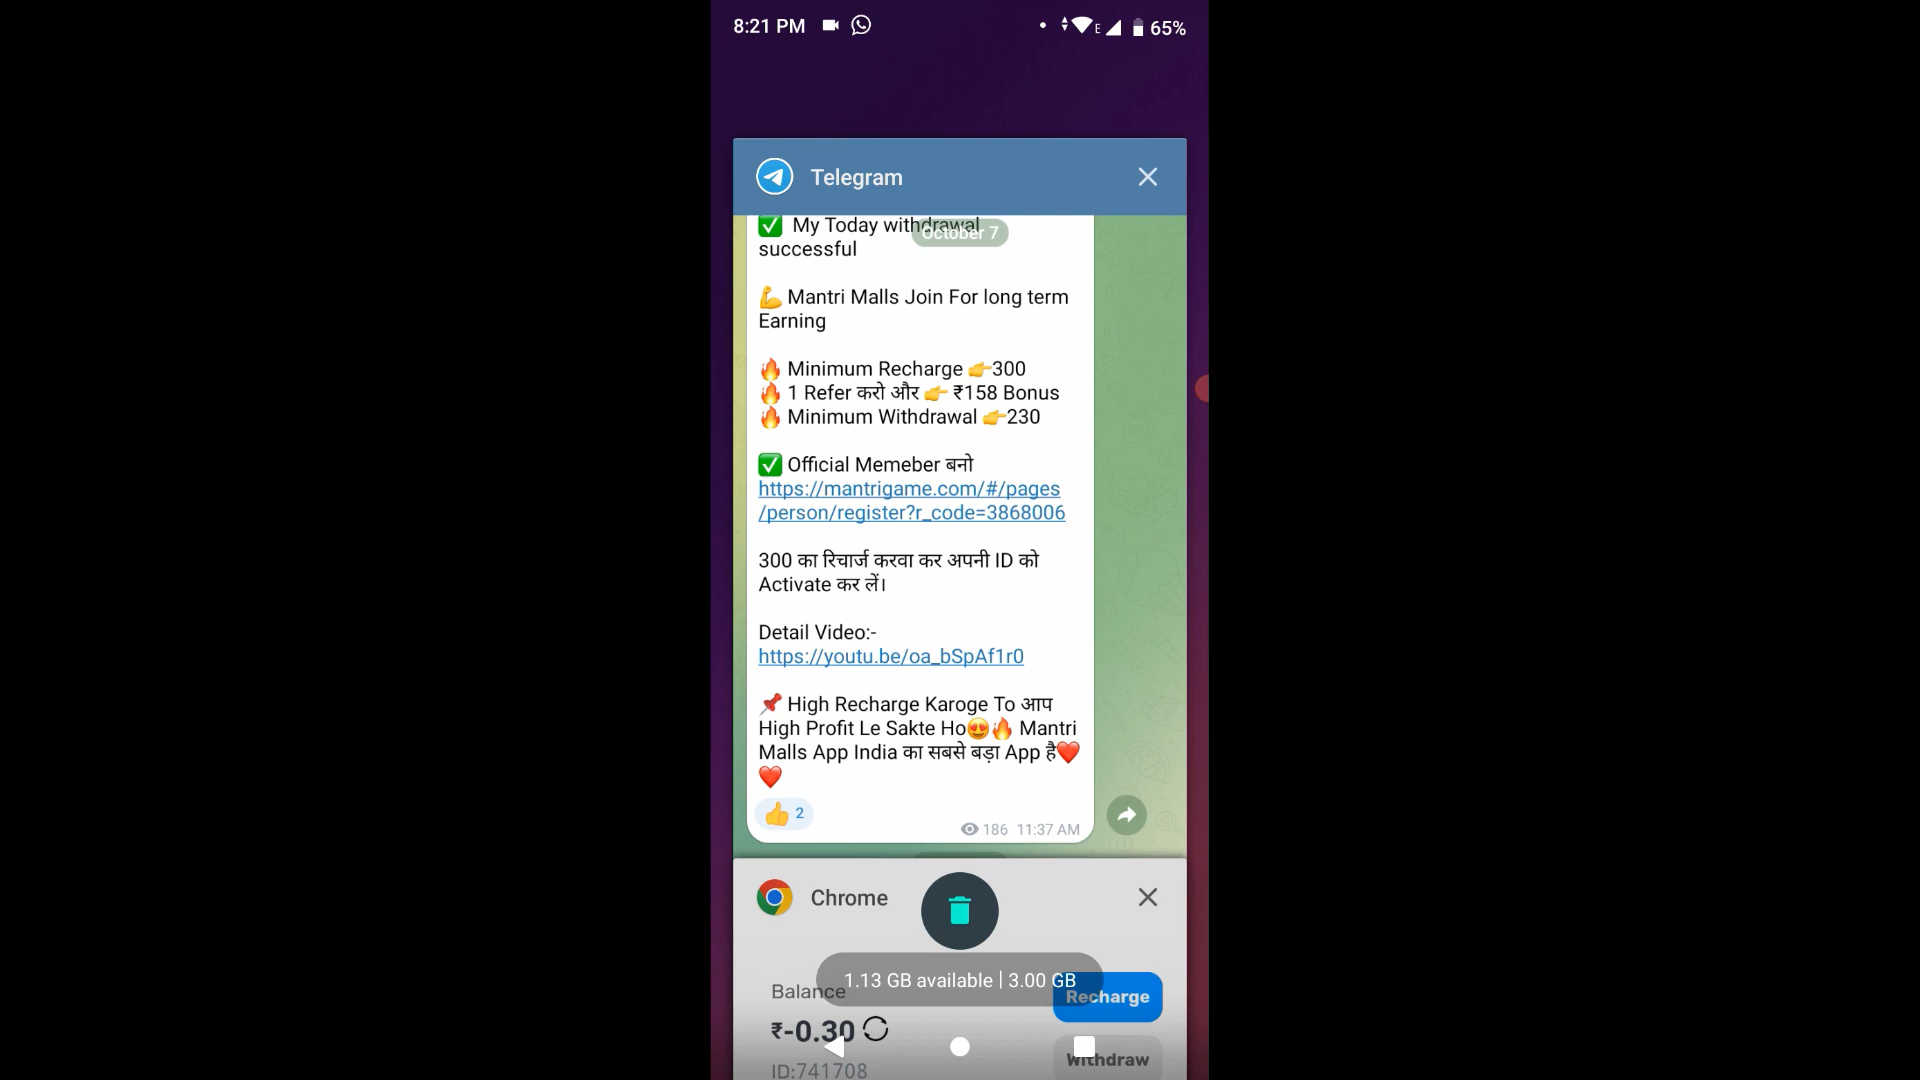 8:21 PM
E 65%
Telegram
✅ My Today withdrawal
October 7
successful
💪 Mantri Malls Join For long term
Earning
🔥 Minimum Recharge 👉300
🔥 1 Refer करो और 👉 ₹158 Bonus
🔥 Minimum Withdrawal 👉230
✅ Official Memeber बनो
https://mantrigame.com/#/pages
/person/register?r_code=3868006
300 का रिचार्ज करवा कर अपनी ID को
Activate कर लें।
Detail Video:-
https://youtu.be/oa_bSpAf1r0
📌 High Recharge Karoge To आप
High Profit Le Sakte Ho😍🔥 Mantri
Malls App India का सबसे बड़ा App है❤️
❤️
👍 2
186 11:37 AM
Chrome
1.13 GB available | 3.00 GB
Balance
Recharge
₹-0.30
Withdraw
ID:741708